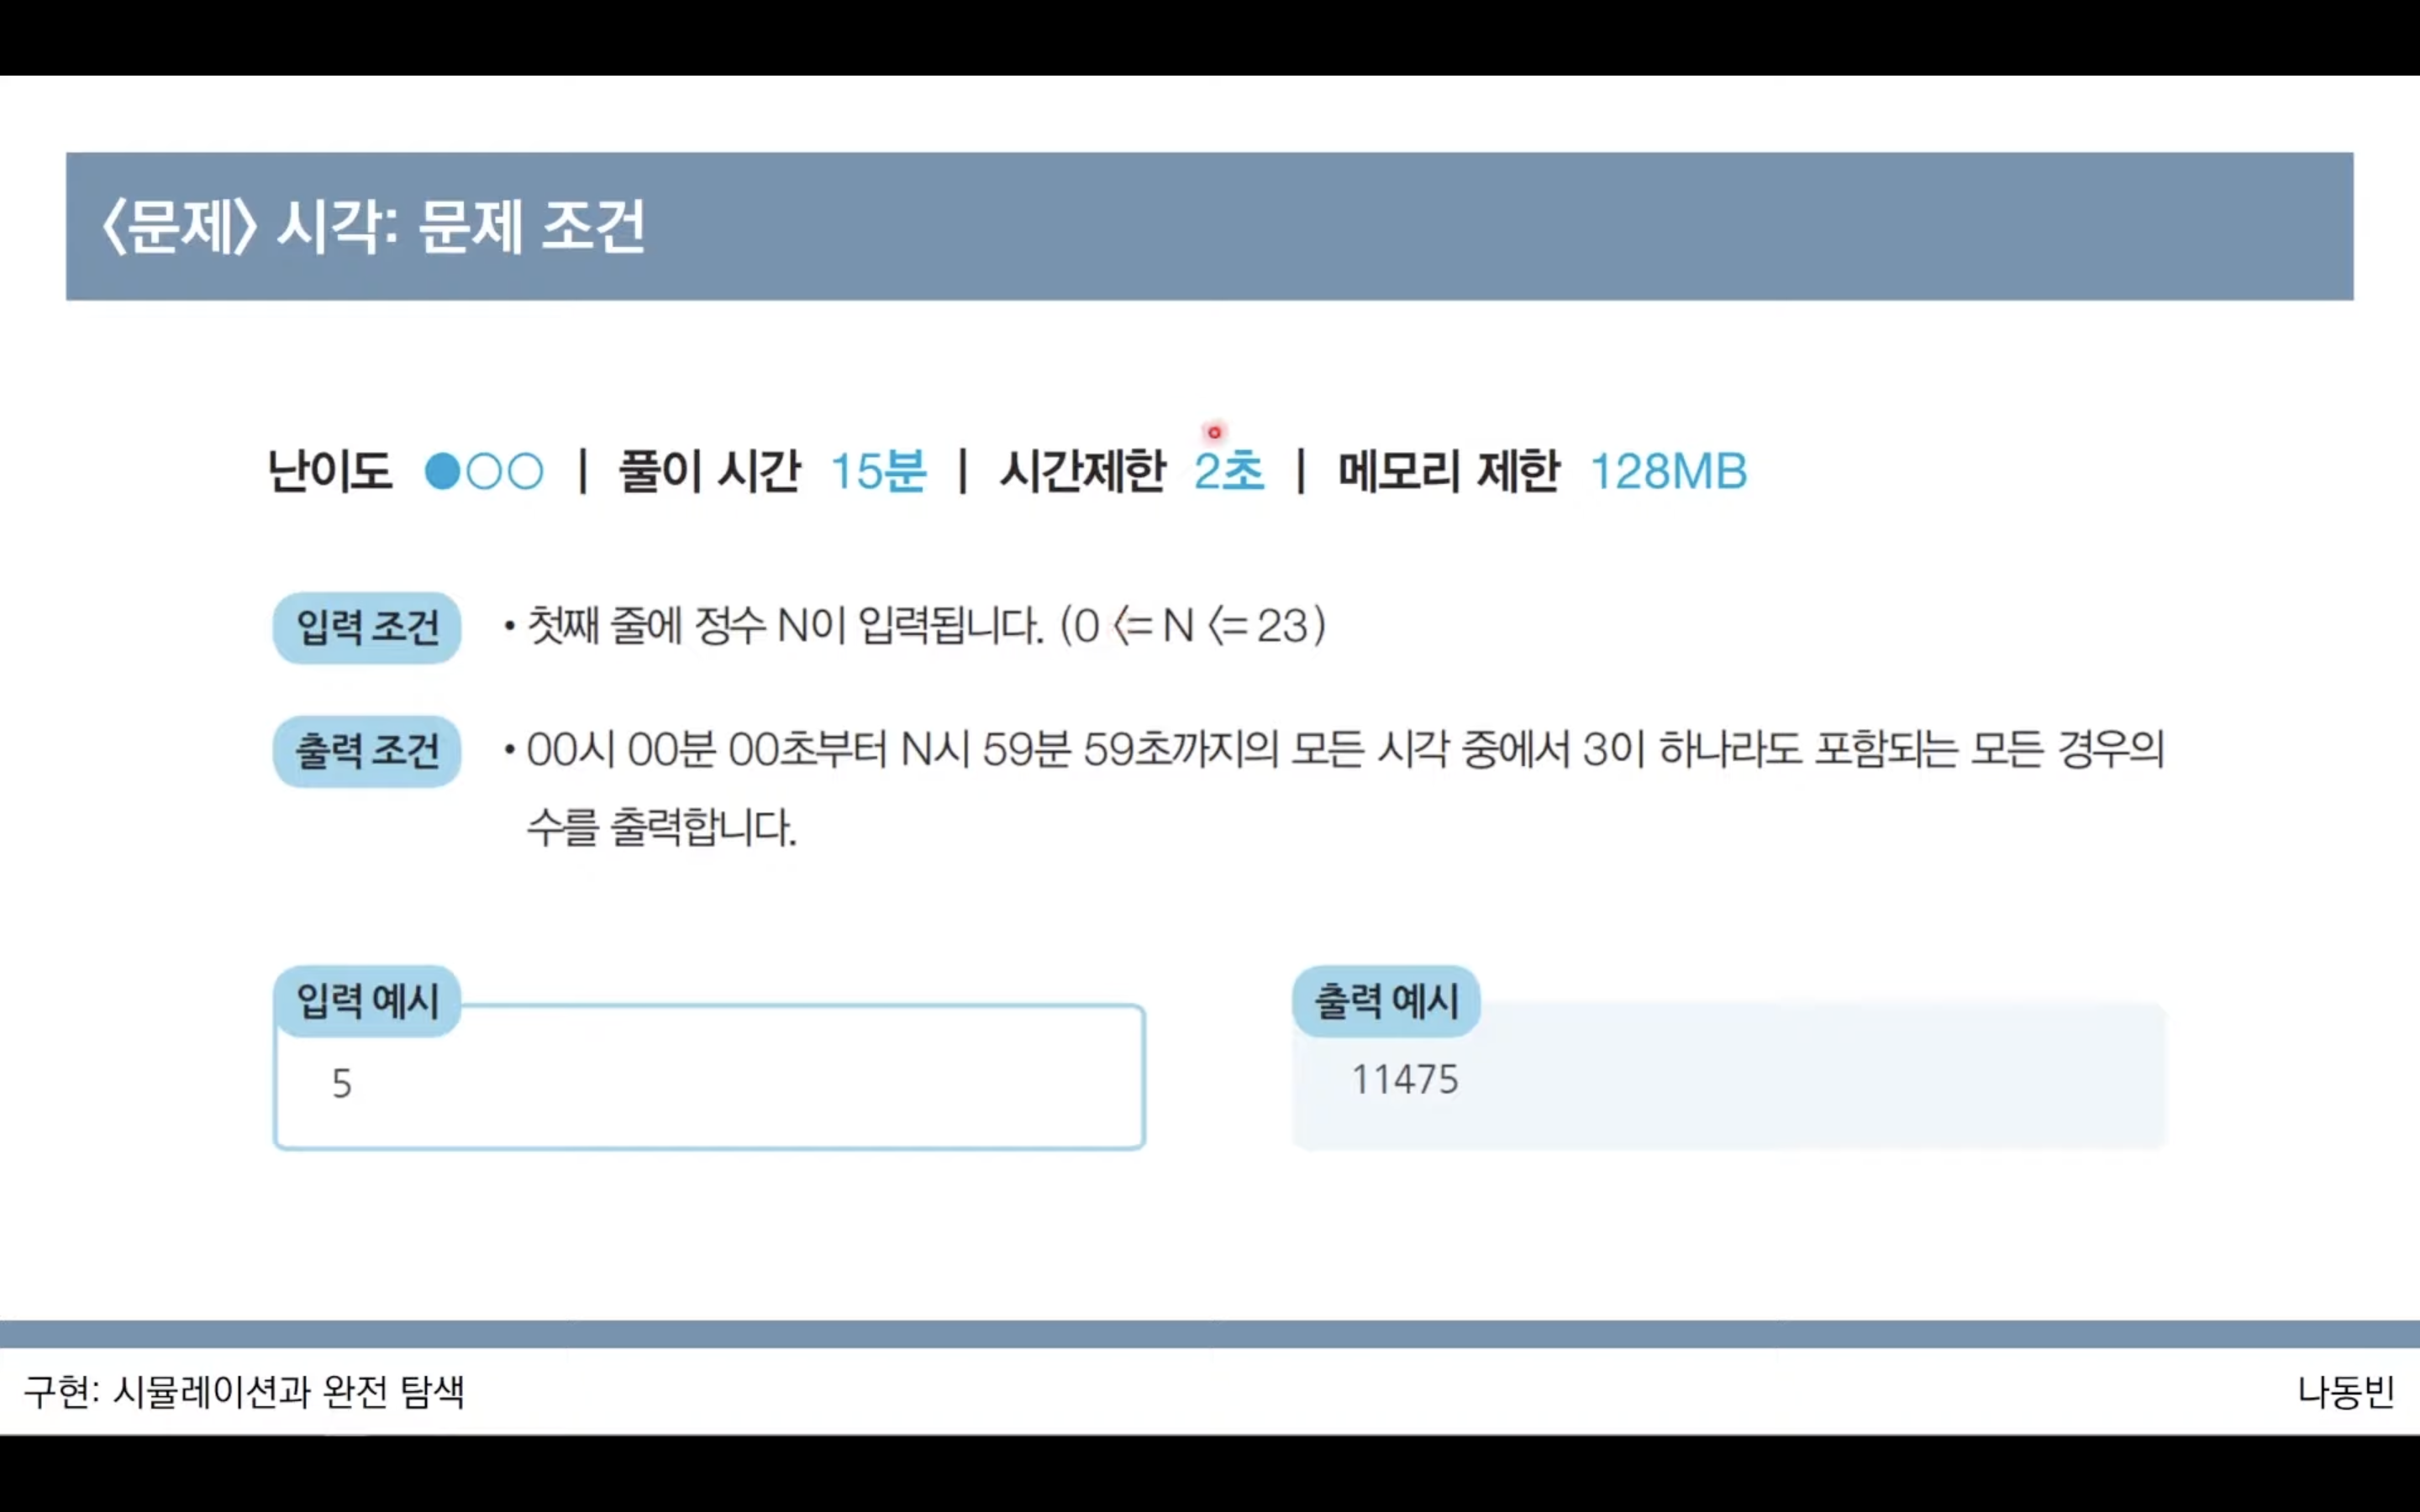 <문제> 시각: 문제 조건
난이도 ●○○ | 풀이 시간 15분 | 시간제한 2초 | 메모리 제한 128MB
입력 조건 • 첫째 줄에 정수 N이 입력됩니다. (0 <= N <= 23)
출력 조건 • 00시 00분 00초부터 N시 59분 59초까지의 모든 시각 중에서 3이 하나라도 포함되는 모든 경우의
수를 출력합니다.
입력 예시
5
출력 예시
11475
구현: 시뮬레이션과 완전 탐색
나동빈